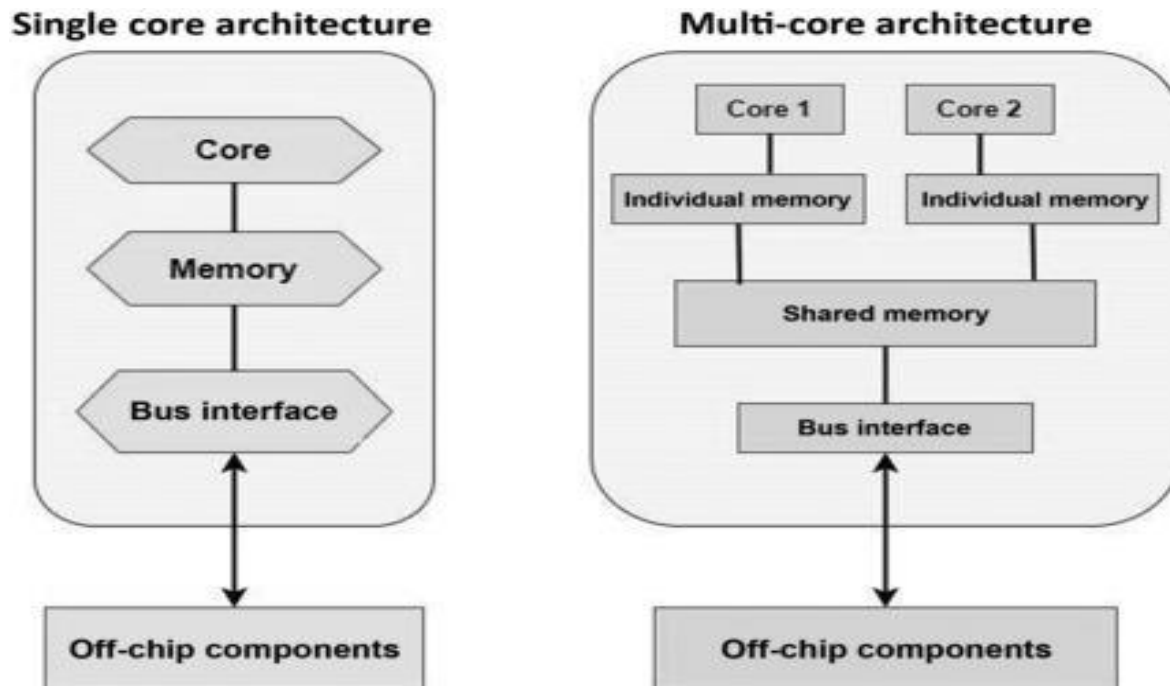 Single core architecture
Core
Memory
Bus interface
Off-chip components
Multi-core architecture
Core 1
Core 2
Individual memory
Individual memory
Shared memory
Bus interface
Off-chip components